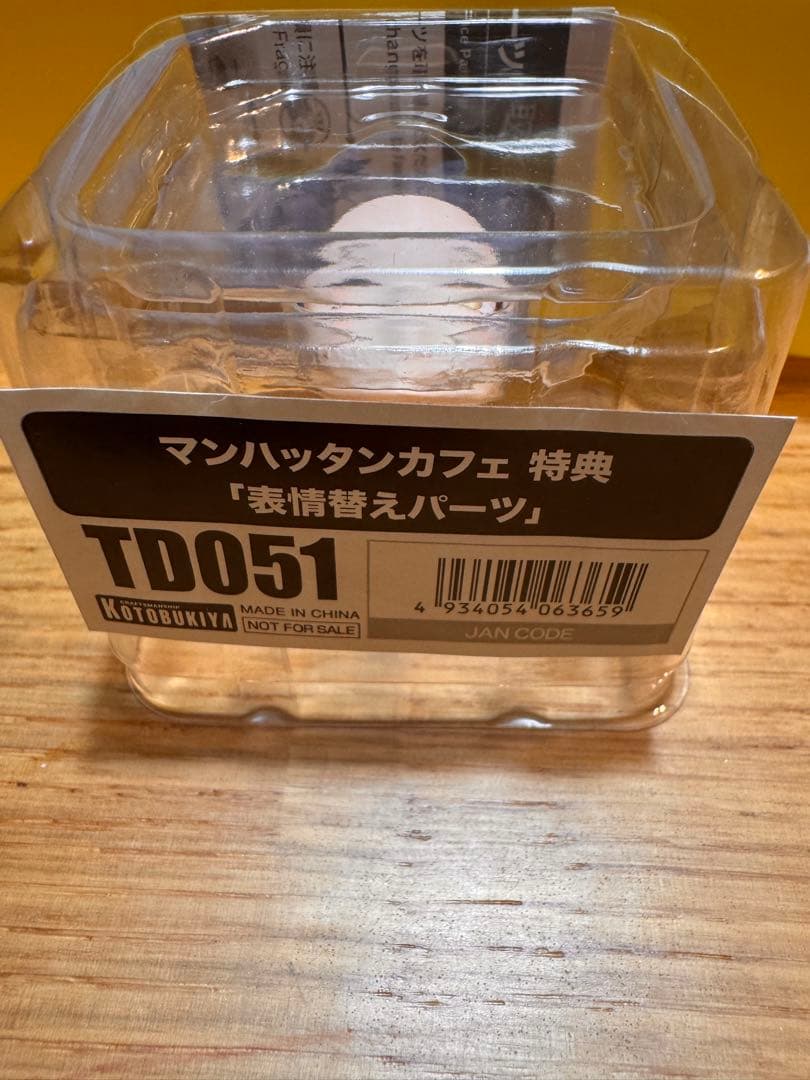 マンハッタンカフェ 特典
「表情替えパーツ」
TD051
CRAFTSMANSHIP
KOTOBUKIYA
MADE IN CHINA
NOT FOR SALE
4 934054 063659
JAN CODE